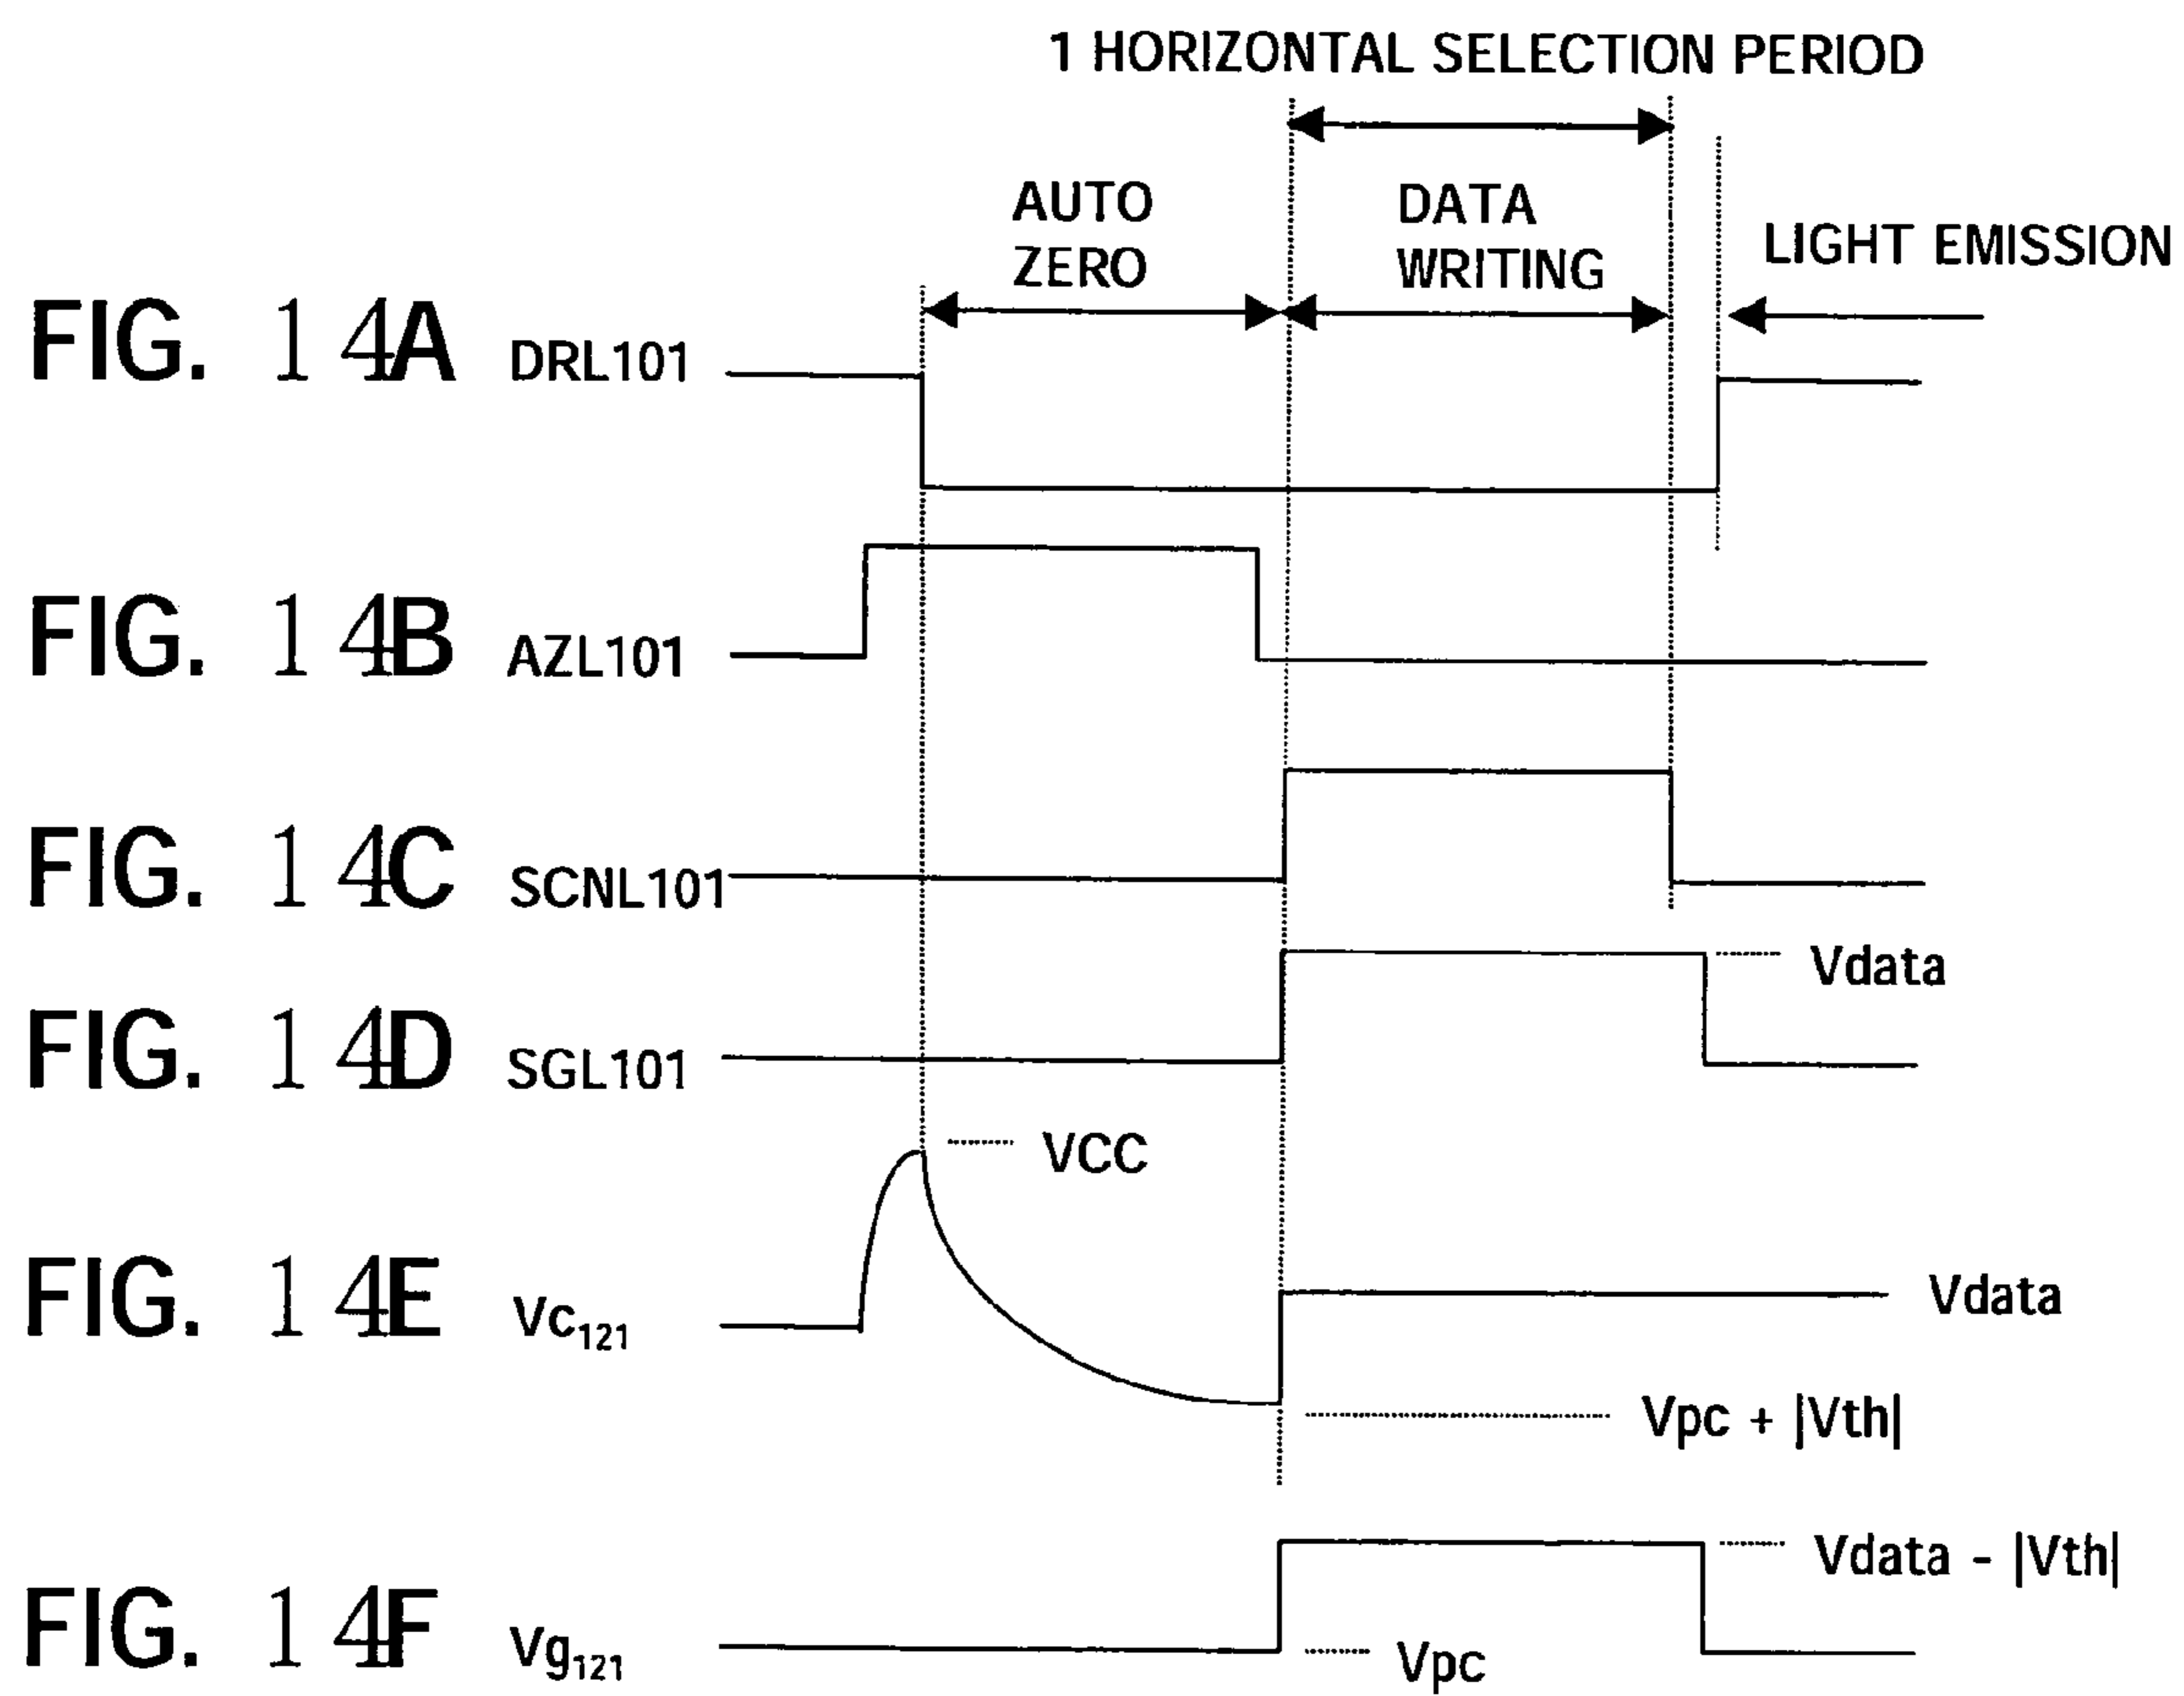 1 HORIZONTAL SELECTION PERIOD
AUTO
ZERO
DATA
WRITING
LIGHT EMISSION
FIG. 14A DRL101
FIG. 14B AZL101
FIG. 14C SCNL101
Vdata
FIG. 14D SGL101
VCC
FIG. 14E Vc121
Vdata
Vpc + |Vth|
Vdata - |Vth|
FIG. 14F Vg121
Vpc